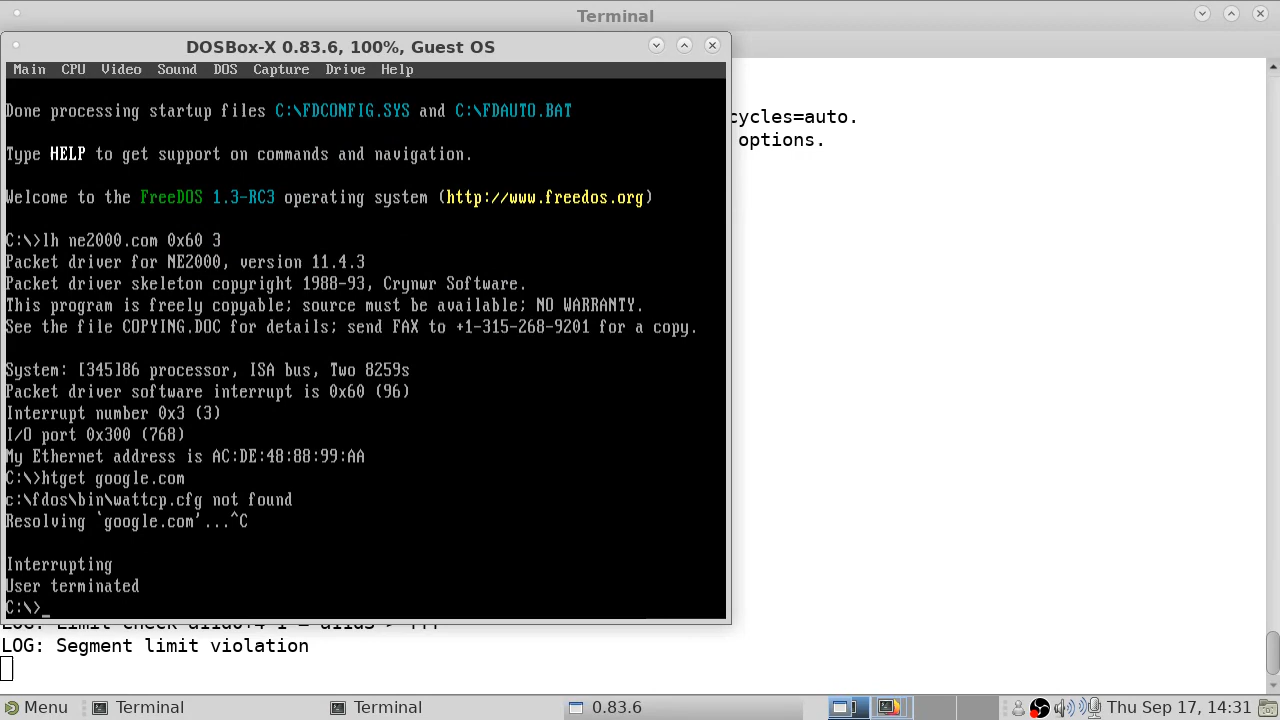 Terminal
DOSBox-X 0.83.6, 100%, Guest OS
Main CPU Video Sound DOS Capture Drive Help
Done processing startup files C:\FDCONFIG.SYS and C:\FDAUTO.BAT
cycles=auto.
options.
Type HELP to get support on commands and navigation.
Welcome to the FreeDOS 1.3-RC3 operating system (http://www.freedos.org)
C:\>lh ne2000.com 0x60 3
Packet driver for NE2000, version 11.4.3
Packet driver skeleton copyright 1988-93, Crynwr Software.
This program is freely copyable; source must be available; NO WARRANTY.
See the file COPYING.DOC for details; send FAX to +1-315-268-9201 for a copy.
System: [345]86 processor, ISA bus, Two 8259s
Packet driver software interrupt is 0x60 (96)
Interrupt number 0x3 (3)
I/O port 0x300 (768)
My Ethernet address is AC:DE:48:88:99:AA
C:\>htget google.com
c:\fdos\bin\wattcp.cfg not found
Resolving `google.com'...^C
Interrupting
User terminated
C:\>_
LOG: Segment limit violation
Menu Terminal Terminal 0.83.6 Thu Sep 17, 14:31